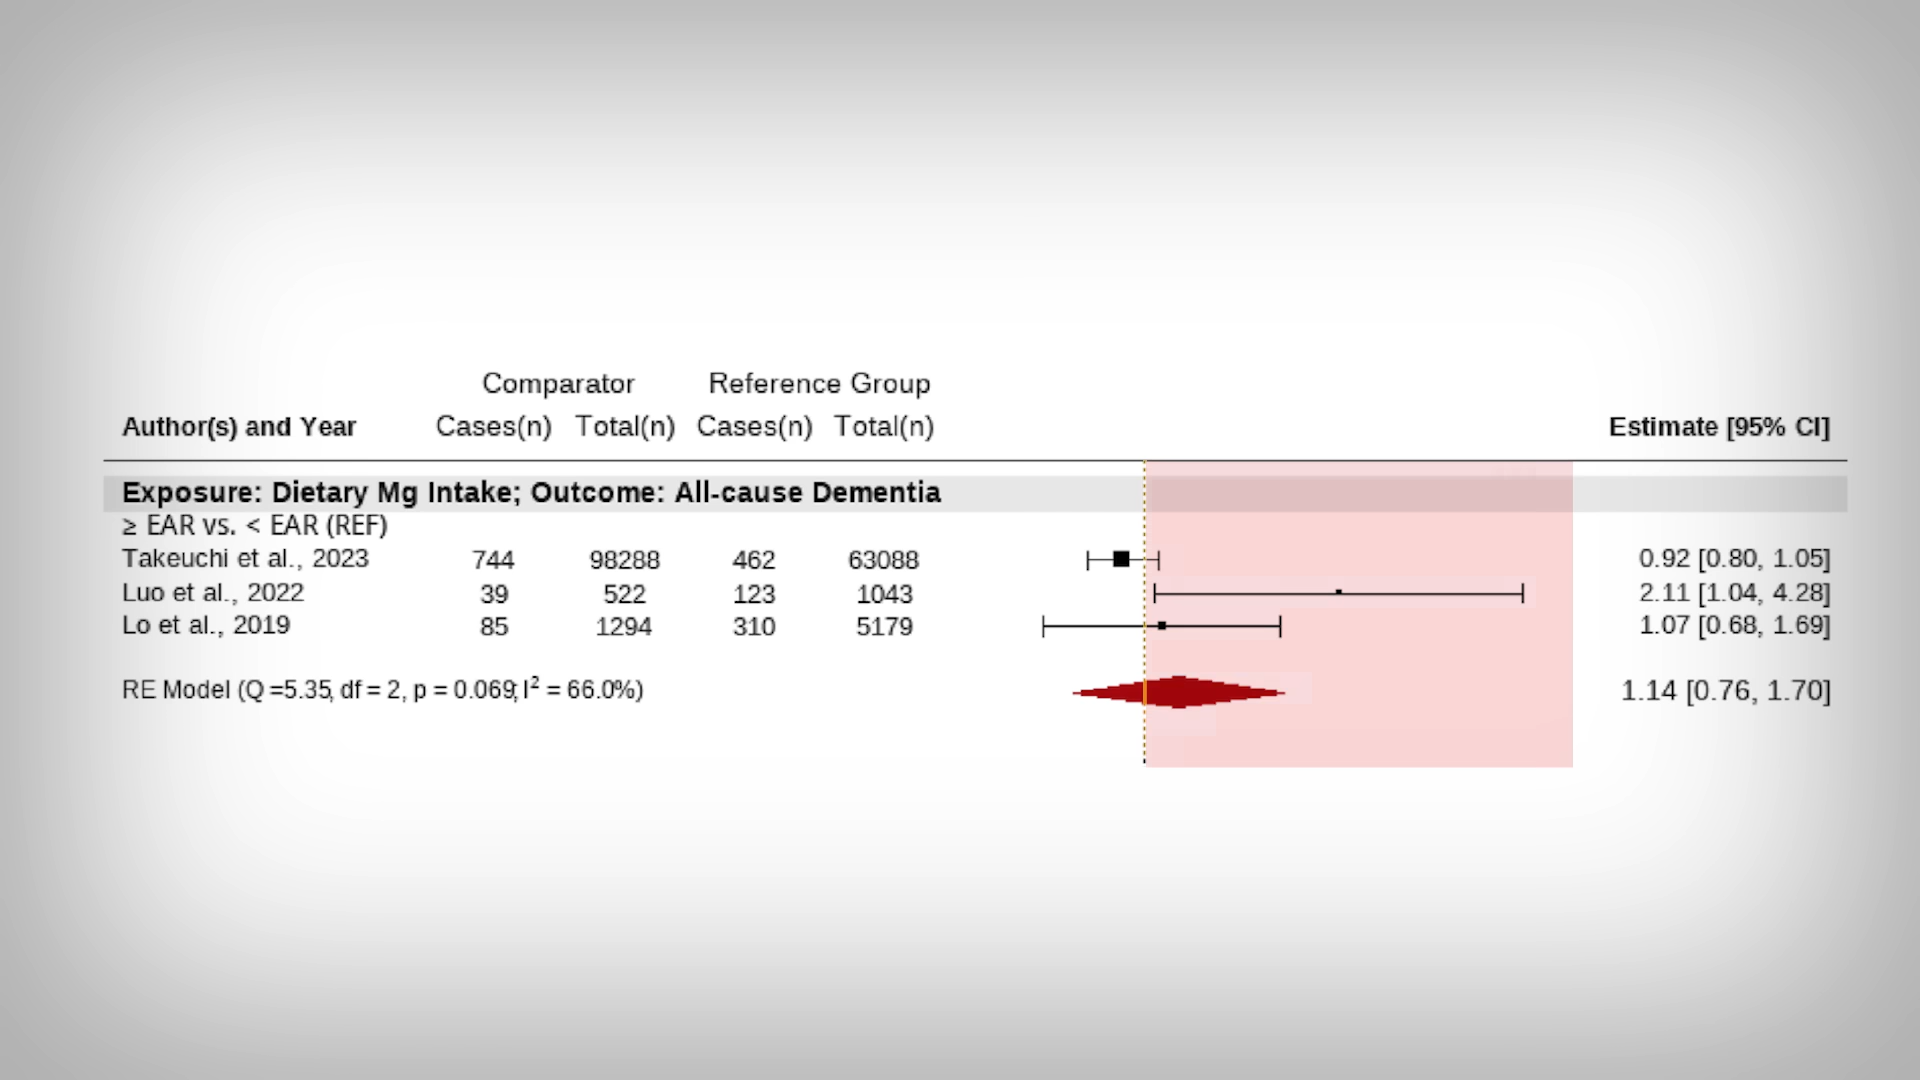 Comparator Reference Group
Author(s) and Year Cases(n) Total(n) Cases(n) Total(n) Estimate [95% CI]
Exposure: Dietary Mg Intake; Outcome: All-cause Dementia
≥ EAR vs. < EAR (REF)
Takeuchi et al., 2023 744 98288 462 63088 0.92 [0.80, 1.05]
Luo et al., 2022 39 522 123 1043 2.11 [1.04, 4.28]
Lo et al., 2019 85 1294 310 5179 1.07 [0.68, 1.69]
RE Model (Q =5.35, df = 2, p = 0.069; I² = 66.0%) 1.14 [0.76, 1.70]